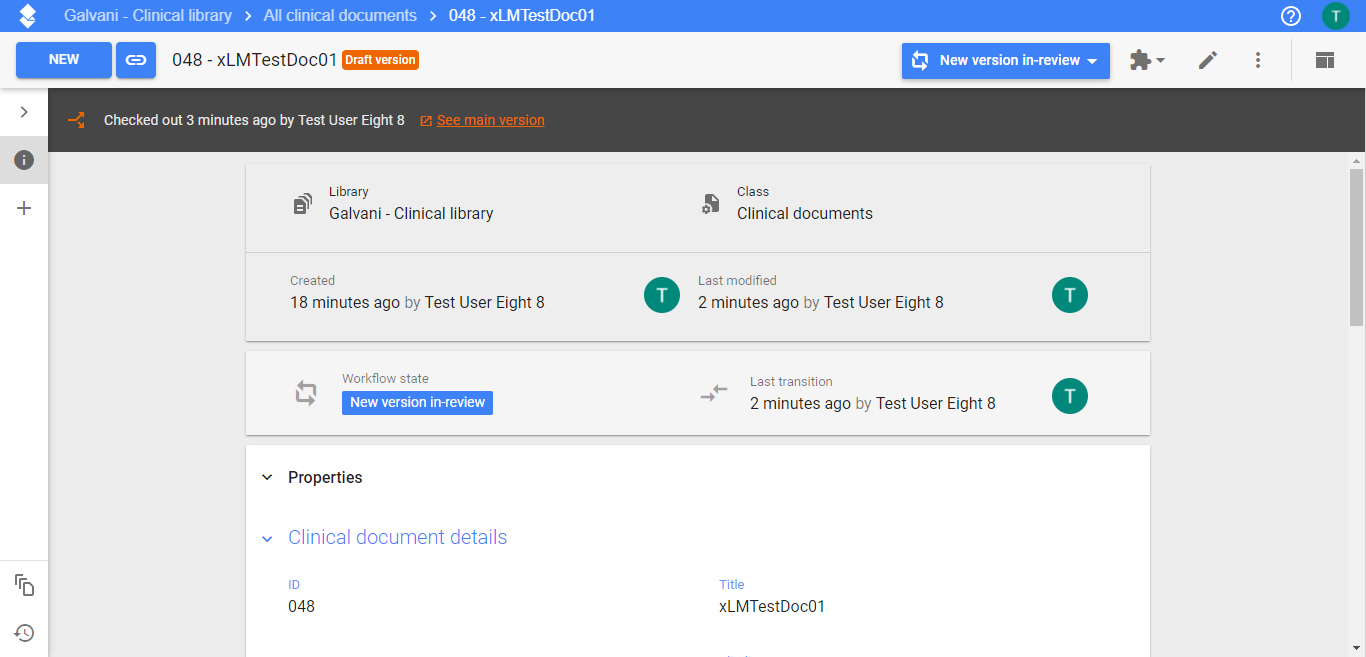 Galvani - Clinical library > All clinical documents > 048 - xLMTestDoc01
T
NEW
048 - xLMTestDoc01 Draft version
New version in-review
Checked out 3 minutes ago by Test User Eight 8 See main version
Library
Galvani - Clinical library
Class
Clinical documents
Created
18 minutes ago by Test User Eight 8
T
Last modified
2 minutes ago by Test User Eight 8
T
Workflow state
New version in-review
Last transition
2 minutes ago by Test User Eight 8
T
Properties
Clinical document details
ID
048
Title
xLMTestDoc01